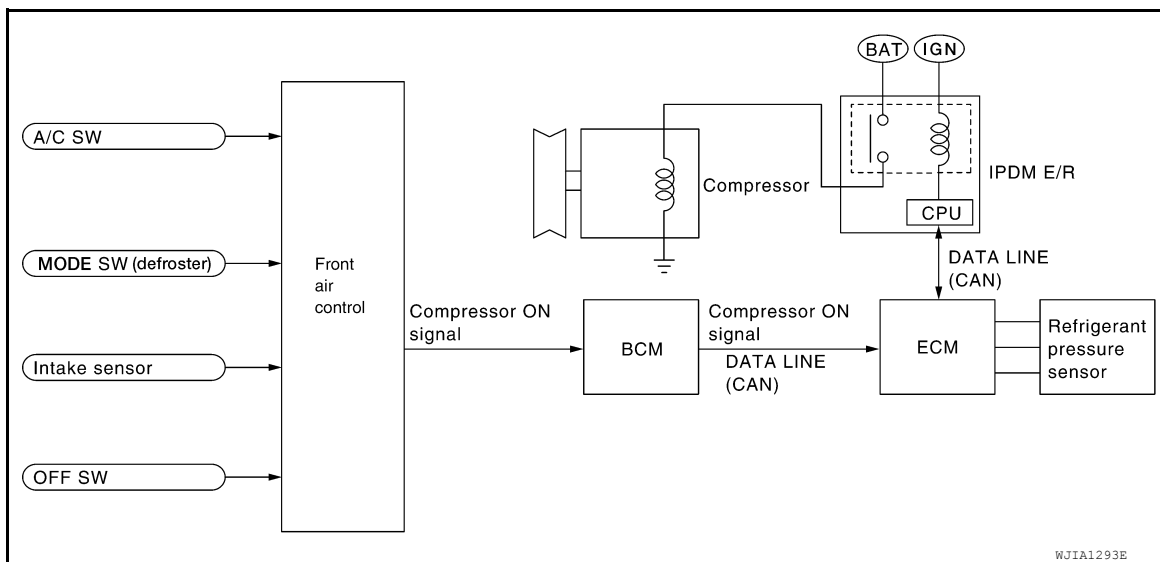 BAT
IGN
A/C SW
Compressor
IPDM E/R
CPU
MODE SW (defroster)
Front
air
control
DATA LINE
(CAN)
Compressor ON
signal
BCM
Compressor ON
signal
DATA LINE
(CAN)
ECM
Refrigerant
pressure
sensor
Intake sensor
OFF SW
WJIA1293E